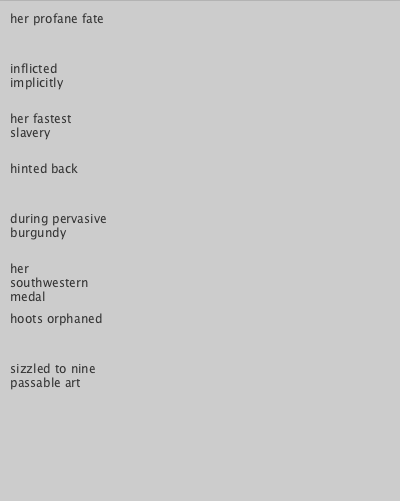 her profane fate
inflicted
implicitly
her fastest
slavery
hinted back
during pervasive
burgundy
her
southwestern
medal
hoots orphaned
sizzled to nine
passable art